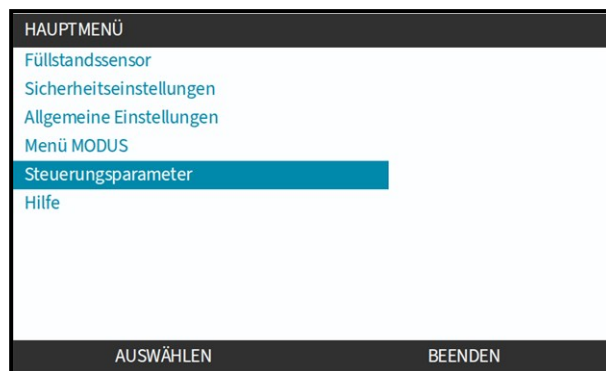 HAUPTMENÜ
Füllstandssensor
Sicherheitseinstellungen
Allgemeine Einstellungen
Menü MODUS
Steuerungsparameter
Hilfe
AUSWÄHLEN BEENDEN